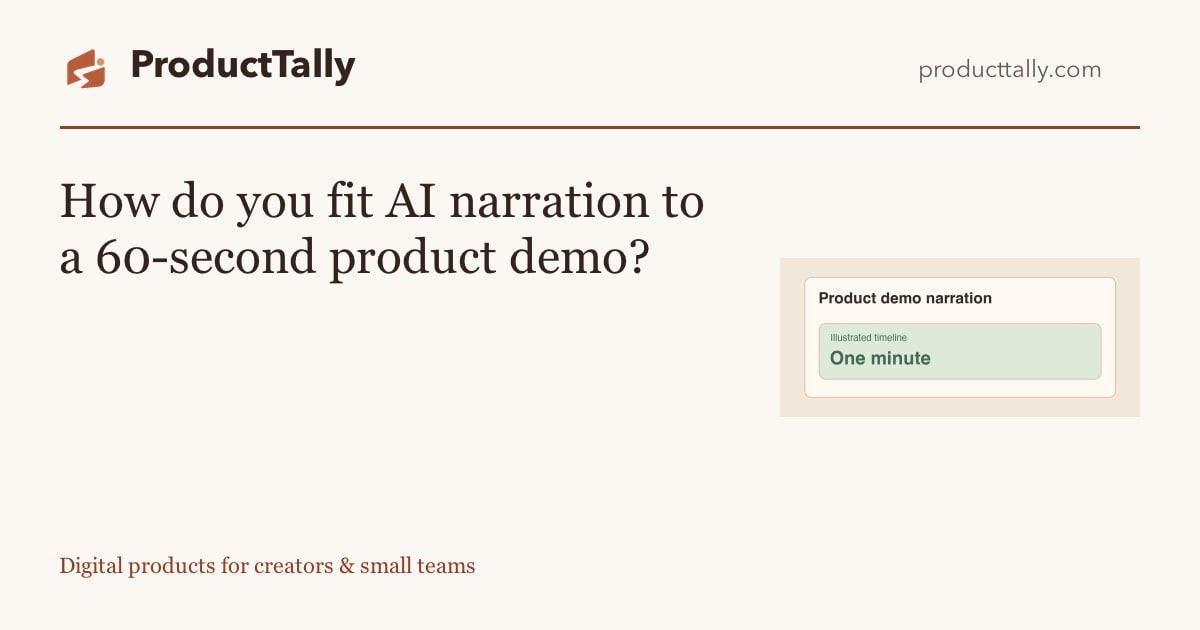 ProductTally
producttally.com
How do you fit AI narration to
a 60-second product demo?
Product demo narration
Illustrated timeline
One minute
Digital products for creators & small teams